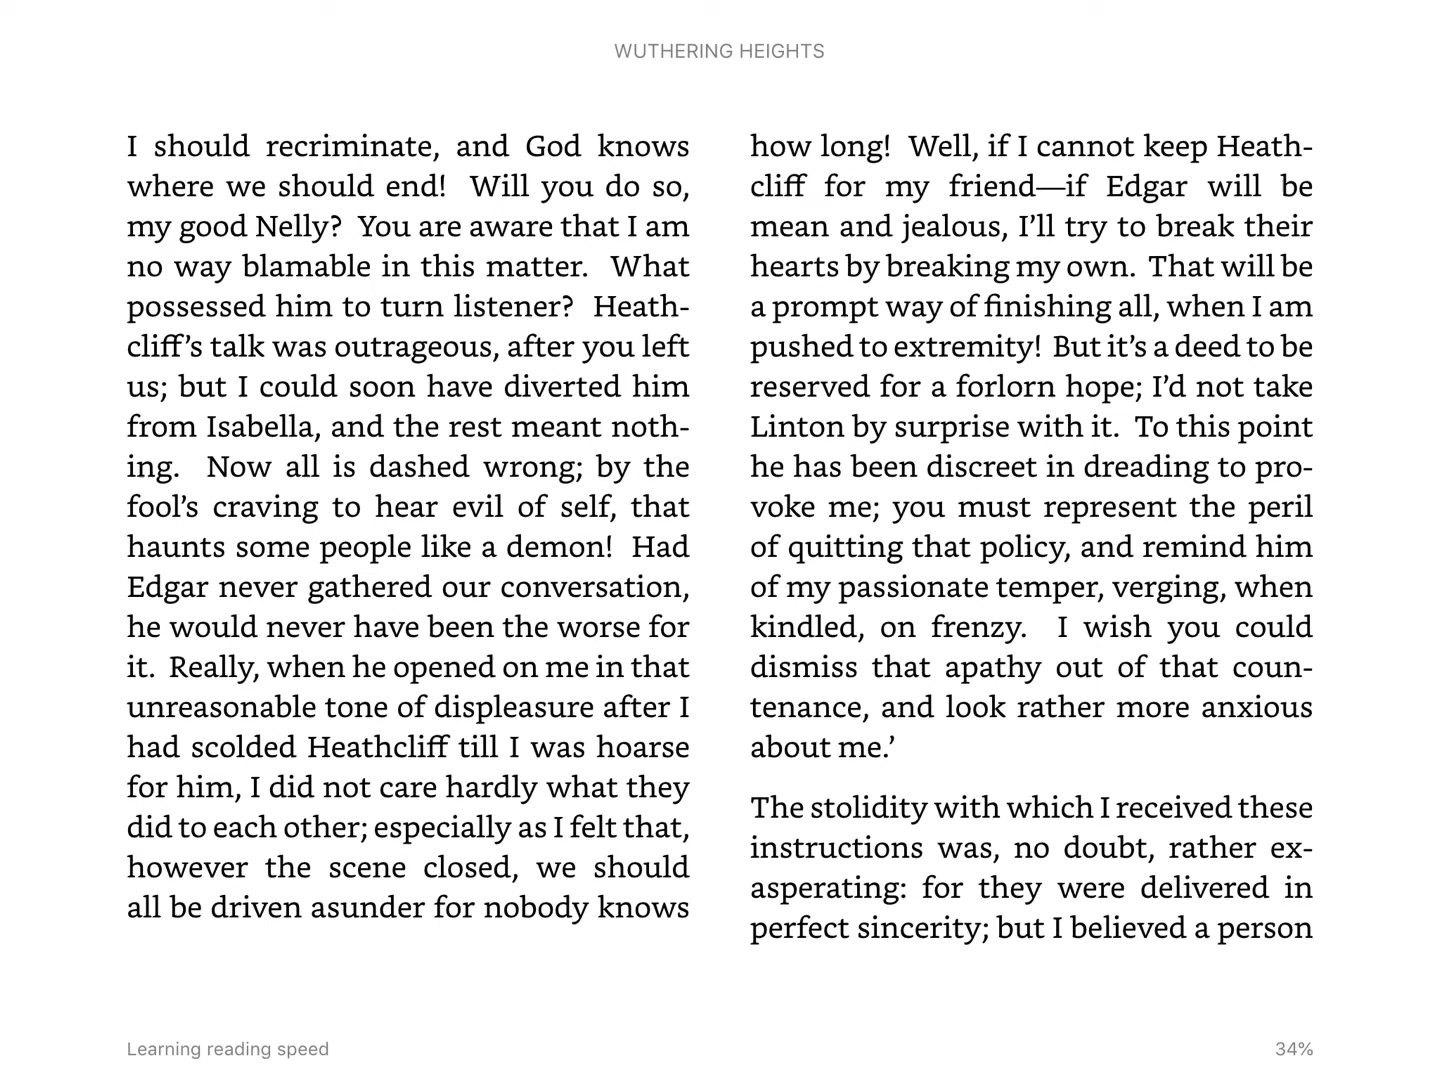 WUTHERING HEIGHTS
I should recriminate, and God knows
where we should end!  Will you do so,
my good Nelly?  You are aware that I am
no way blamable in this matter.  What
possessed him to turn listener?  Heath-
cliff’s talk was outrageous, after you left
us; but I could soon have diverted him
from Isabella, and the rest meant noth-
ing.  Now all is dashed wrong; by the
fool’s craving to hear evil of self, that
haunts some people like a demon!  Had
Edgar never gathered our conversation,
he would never have been the worse for
it.  Really, when he opened on me in that
unreasonable tone of displeasure after I
had scolded Heathcliff till I was hoarse
for him, I did not care hardly what they
did to each other; especially as I felt that,
however the scene closed, we should
all be driven asunder for nobody knows
how long!  Well, if I cannot keep Heath-
cliff for my friend—if Edgar will be
mean and jealous, I’ll try to break their
hearts by breaking my own.  That will be
a prompt way of finishing all, when I am
pushed to extremity!  But it’s a deed to be
reserved for a forlorn hope; I’d not take
Linton by surprise with it.  To this point
he has been discreet in dreading to pro-
voke me; you must represent the peril
of quitting that policy, and remind him
of my passionate temper, verging, when
kindled, on frenzy.  I wish you could
dismiss that apathy out of that coun-
tenance, and look rather more anxious
about me.’
The stolidity with which I received these
instructions was, no doubt, rather ex-
asperating: for they were delivered in
perfect sincerity; but I believed a person
Learning reading speed
34%